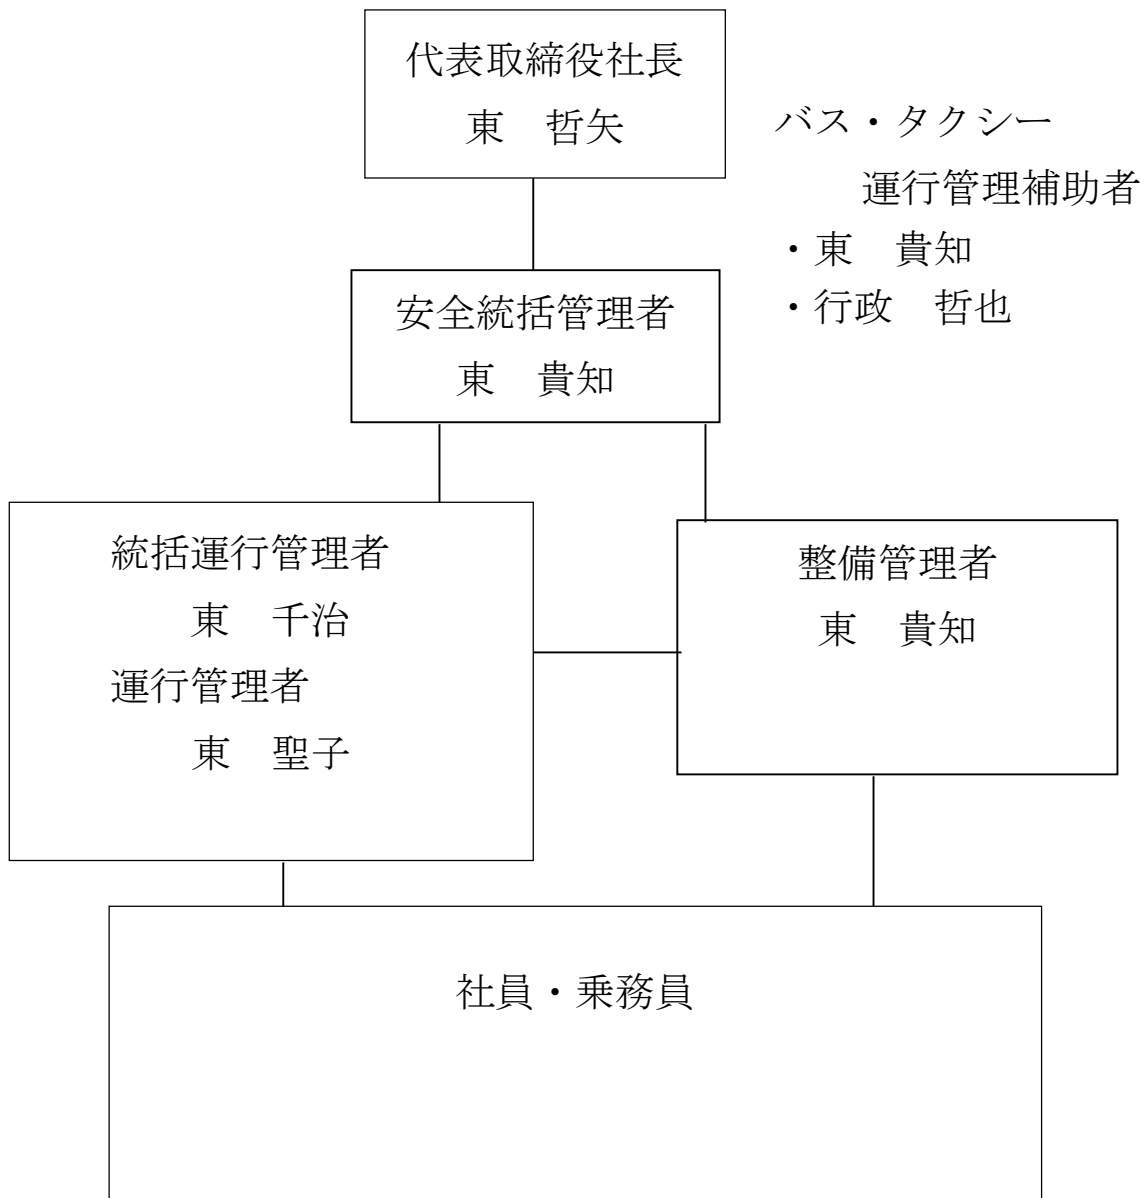 代表取締役社長
東　哲矢
バス・タクシー
運行管理補助者
・東　貴知
・行政　哲也
安全統括管理者
東　貴知
統括運行管理者
東　千治
運行管理者
東　聖子
整備管理者
東　貴知
社員・乗務員